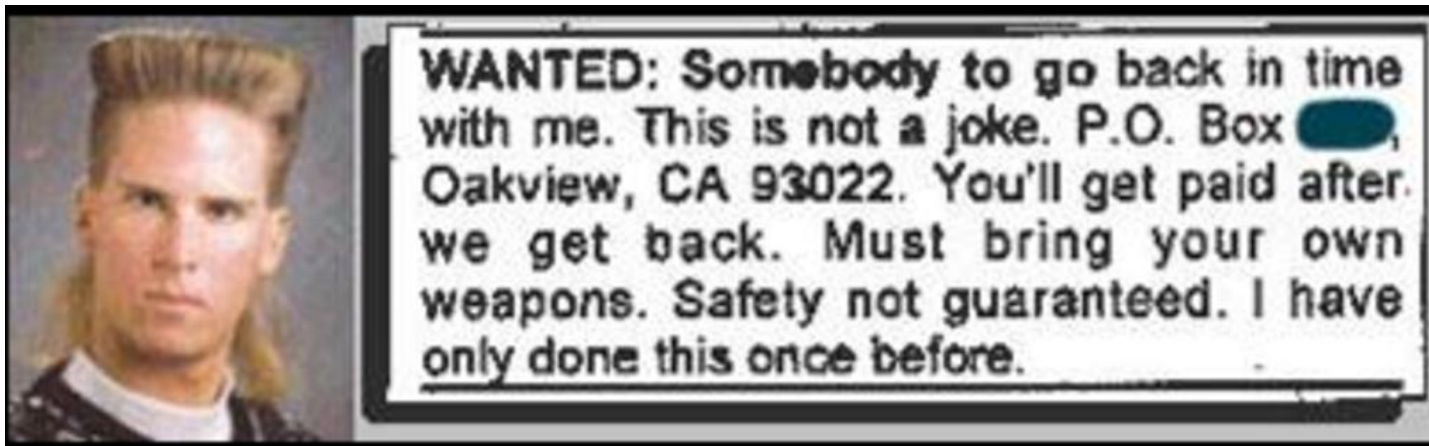 WANTED: Somebody to go back in time
with me. This is not a joke. P.O. Box ,
Oakview, CA 93022. You'll get paid after
we get back. Must bring your own
weapons. Safety not guaranteed. I have
only done this once before.